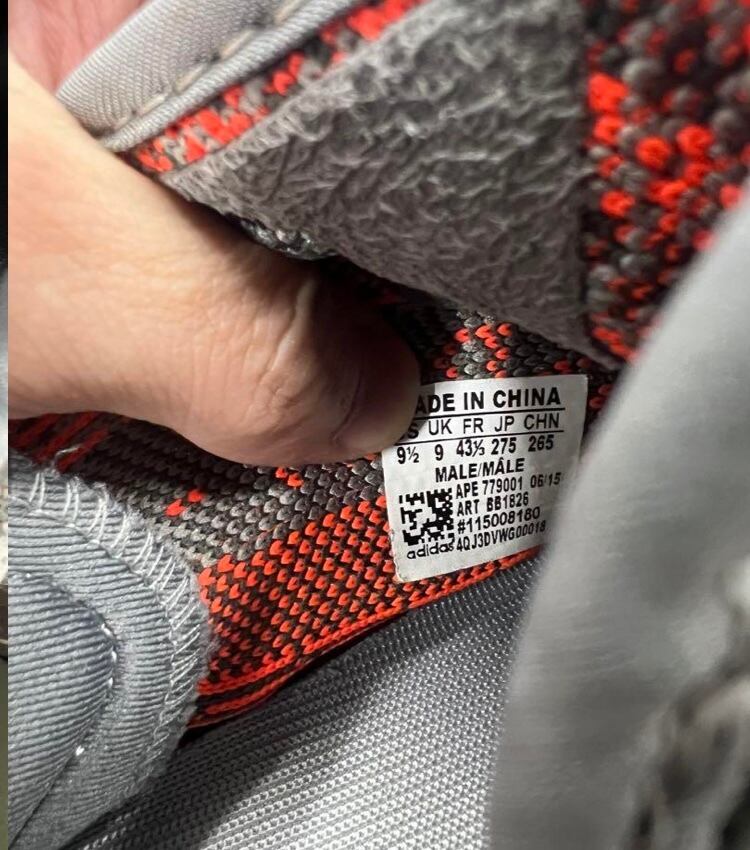 ADE IN CHINA
S UK FR JP CHN
9½ 9 43⅓ 275 265
MALE/MÂLE
APE 779001 06/15
ART BB1826
#115008180
adidas 4QJ3DVWG00018